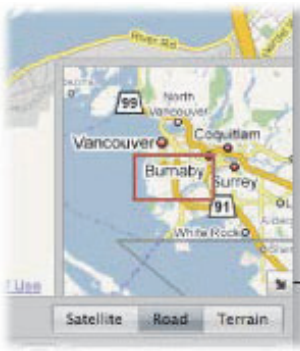 River Rd
99
North
Vancouver
Vancouver
Coquitlam
Burnaby
Surrey
91
White Rock
Use
Satellite
Road
Terrain